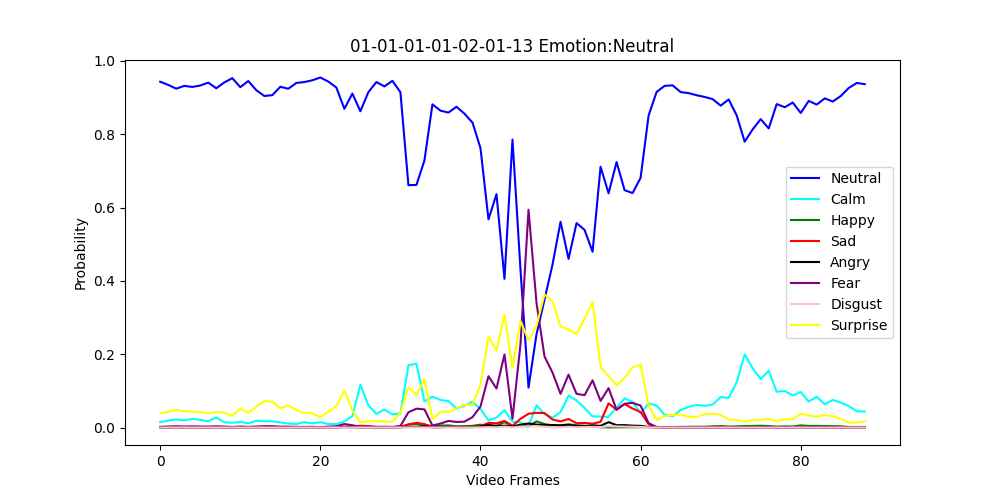 01-01-01-01-02-01-13 Emotion:Neutral
1.0
0.8
0.6
0.4
0.2
0.0
Probability
0 20 40 60 80
Video Frames
Neutral
Calm
Happy
Sad
Angry
Fear
Disgust
Surprise